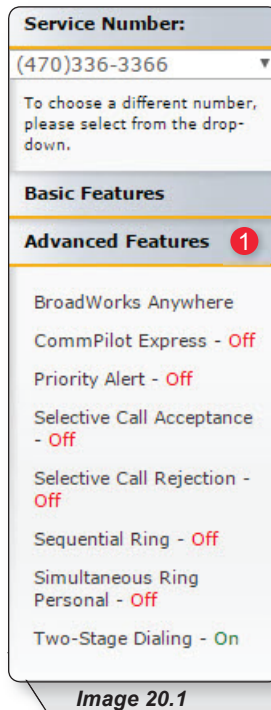 Service Number:
(470)336-3366
To choose a different number,
please select from the drop-
down.
Basic Features
Advanced Features 1
BroadWorks Anywhere
CommPilot Express - Off
Priority Alert - Off
Selective Call Acceptance
- Off
Selective Call Rejection -
Off
Sequential Ring - Off
Simultaneous Ring
Personal - Off
Two-Stage Dialing - On
Image 20.1